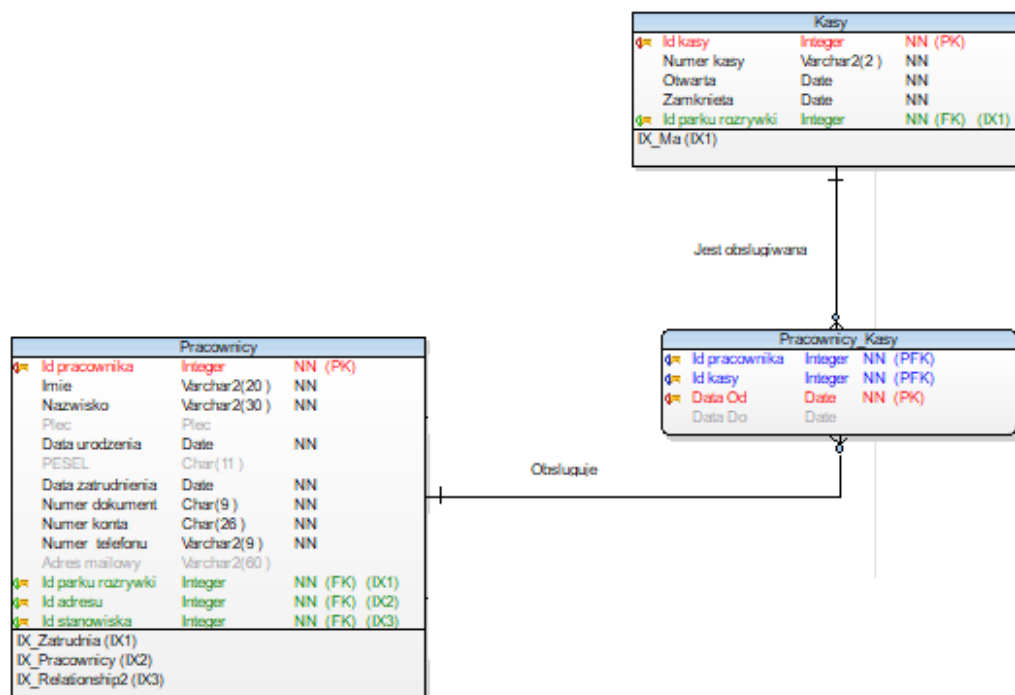 Kasy
Id kasy Integer NN (PK)
Numer kasy Varchar2(2 ) NN
Otwarta Date NN
Zamknieta Date NN
Id parku rozrywki Integer NN (FK) (IX1)
IX_Ma (IX1)
Jest obslugiwana
Pracownicy_Kasy
Id pracownika Integer NN (PFK)
Id kasy Integer NN (PFK)
Data Od Date NN (PK)
Data Do Date
Obsluguje
Pracownicy
Id pracownika Integer NN (PK)
Imie Varchar2(20 ) NN
Nazwisko Varchar2(30 ) NN
Plec Plec
Data urodzenia Date NN
PESEL Char(11 )
Data zatrudnienia Date NN
Numer dokument Char(9 ) NN
Numer konta Char(26 ) NN
Numer telefonu Varchar2(9 ) NN
Adres mailowy Varchar2(60 )
Id parku rozrywki Integer NN (FK) (IX1)
Id adresu Integer NN (FK) (IX2)
Id stanowiska Integer NN (FK) (IX3)
IX_Zatrudnia (IX1)
IX_Pracownicy (IX2)
IX_Relationship2 (IX3)